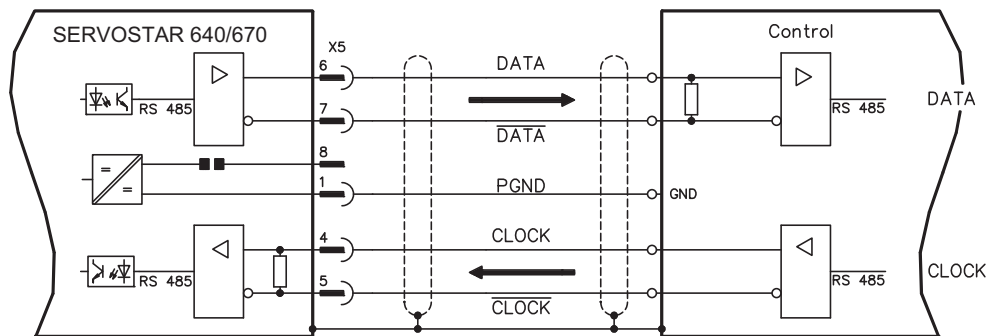 SERVOSTAR 640/670
X5
Control
6
DATA
RS 485
RS 485
DATA
7
DATA
8
1
PGND
GND
4
CLOCK
RS 485
RS 485
CLOCK
5
CLOCK